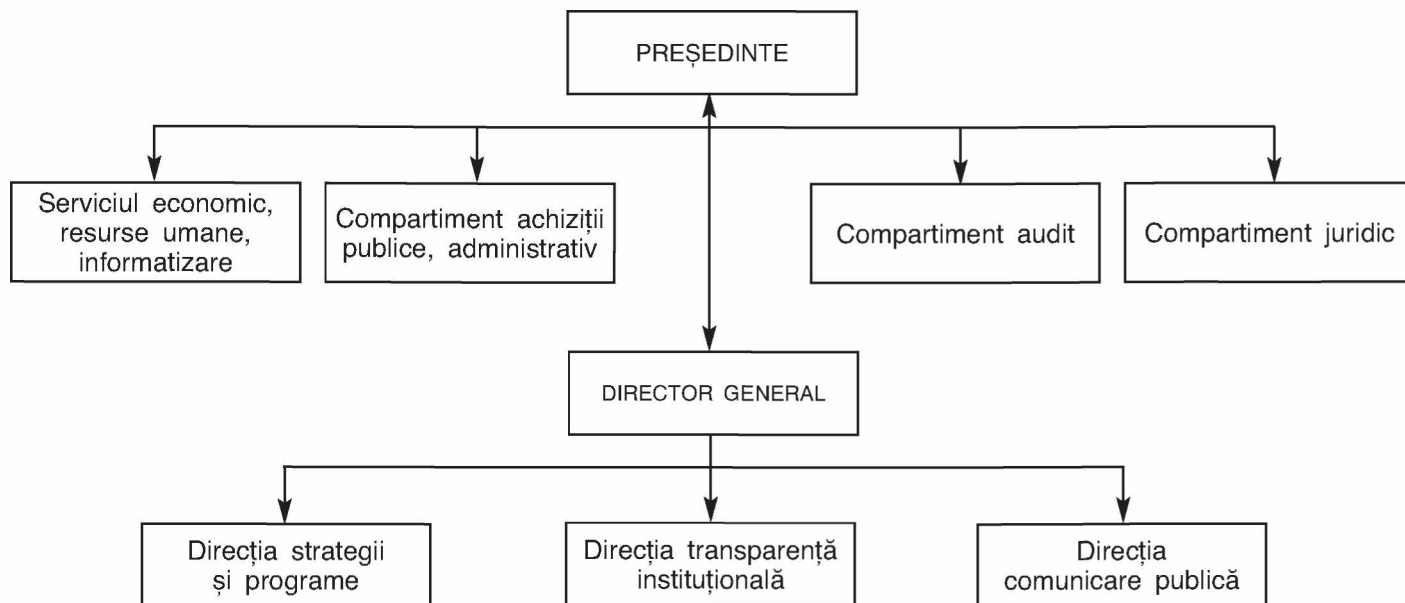 PREȘEDINTE
Serviciul economic,
resurse umane,
informatizare
Compartiment achiziții
publice, administrativ
Compartiment audit
Compartiment juridic
DIRECTOR GENERAL
Direcția strategii
și programe
Direcția transparență
instituțională
Direcția
comunicare publică